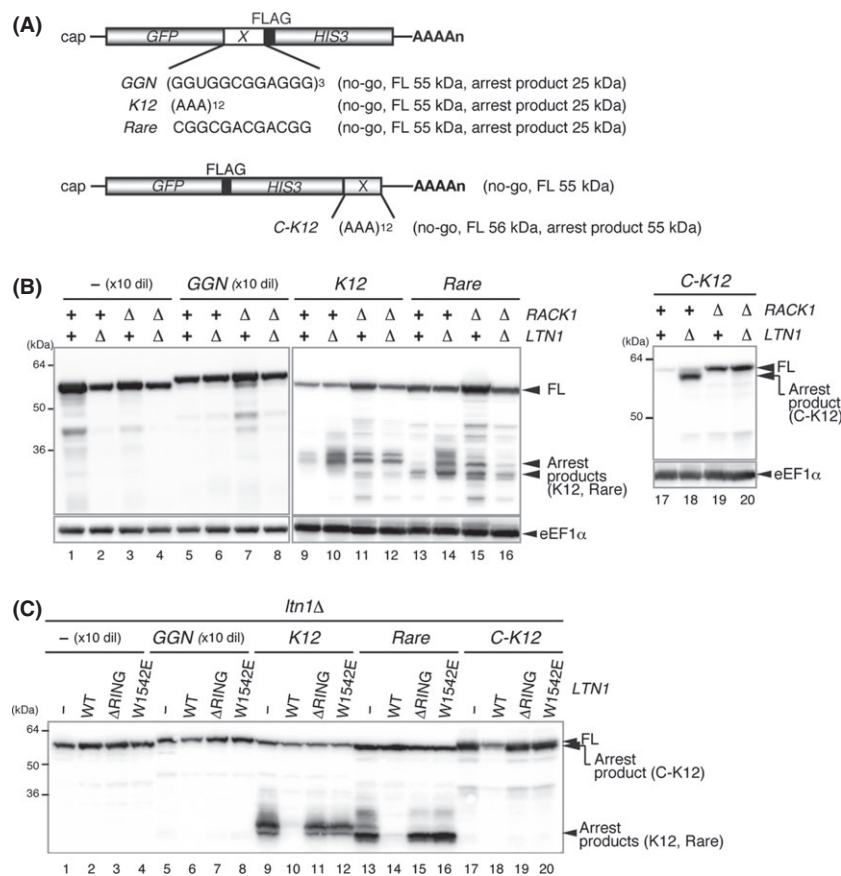 (A)
FLAG
cap GFP X HIS3 AAAAn
GGN (GGUGGCGGAGGG)3 (no-go, FL 55 kDa, arrest product 25 kDa)
K12 (AAA)12 (no-go, FL 55 kDa, arrest product 25 kDa)
Rare CGGCGACGACGG (no-go, FL 55 kDa, arrest product 25 kDa)
FLAG
cap GFP HIS3 X AAAAn (no-go, FL 55 kDa)
C-K12 (AAA)12 (no-go, FL 56 kDa, arrest product 55 kDa)
(B)
– (x10 dil) GGN (x10 dil) K12 Rare
+ + Δ Δ + + Δ Δ + + Δ Δ + + Δ Δ RACK1
+ Δ + Δ + Δ + Δ + Δ + Δ + Δ + Δ LTN1
(kDa)
64
50
36
FL
Arrest
products
(K12, Rare)
eEF1α
1 2 3 4 5 6 7 8 9 10 11 12 13 14 15 16
C-K12
+ + Δ Δ RACK1
+ Δ + Δ LTN1
(kDa)
64
50
FL
Arrest
product
(C-K12)
eEF1α
17 18 19 20
(C)
ltn1Δ
– (x10 dil) GGN (x10 dil) K12 Rare C-K12
– WT ΔRING W1542E – WT ΔRING W1542E – WT ΔRING W1542E – WT ΔRING W1542E – WT ΔRING W1542E LTN1
(kDa)
64
50
36
FL
Arrest
product (C-K12)
Arrest
products (K12, Rare)
1 2 3 4 5 6 7 8 9 10 11 12 13 14 15 16 17 18 19 20